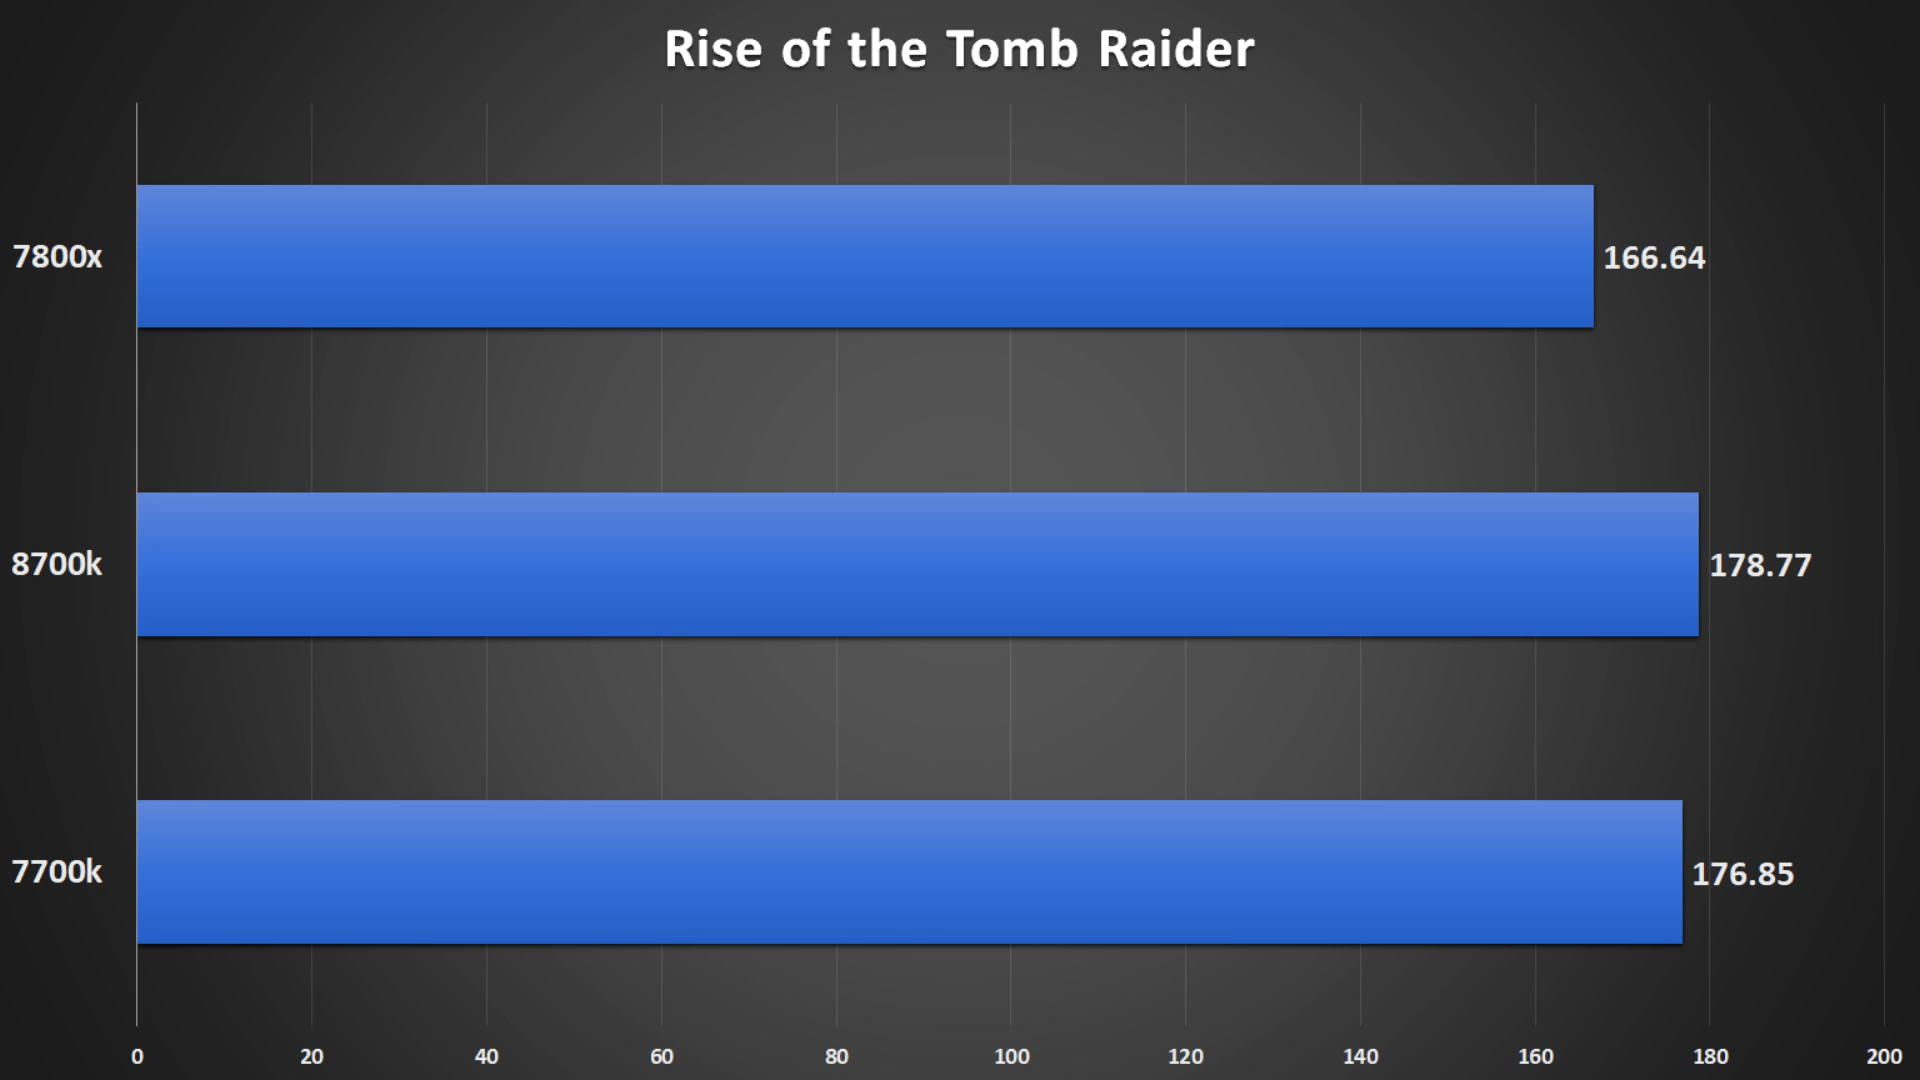 Rise of the Tomb Raider
7800x
166.64
8700k
178.77
7700k
176.85
0 20 40 60 80 100 120 140 160 180 200